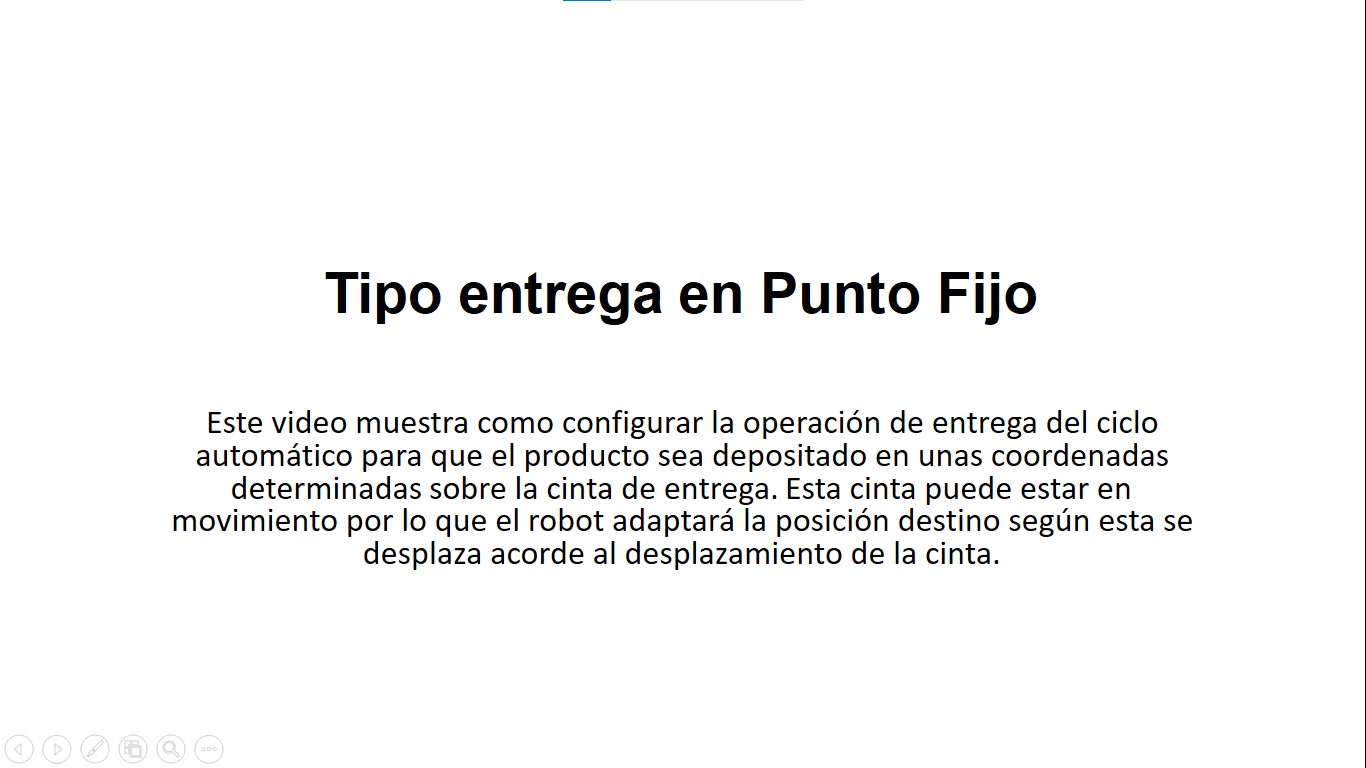 Tipo entrega en Punto Fijo
Este video muestra como configurar la operación de entrega del ciclo
automático para que el producto sea depositado en unas coordenadas
determinadas sobre la cinta de entrega. Esta cinta puede estar en
movimiento por lo que el robot adaptará la posición destino según esta se
desplaza acorde al desplazamiento de la cinta.